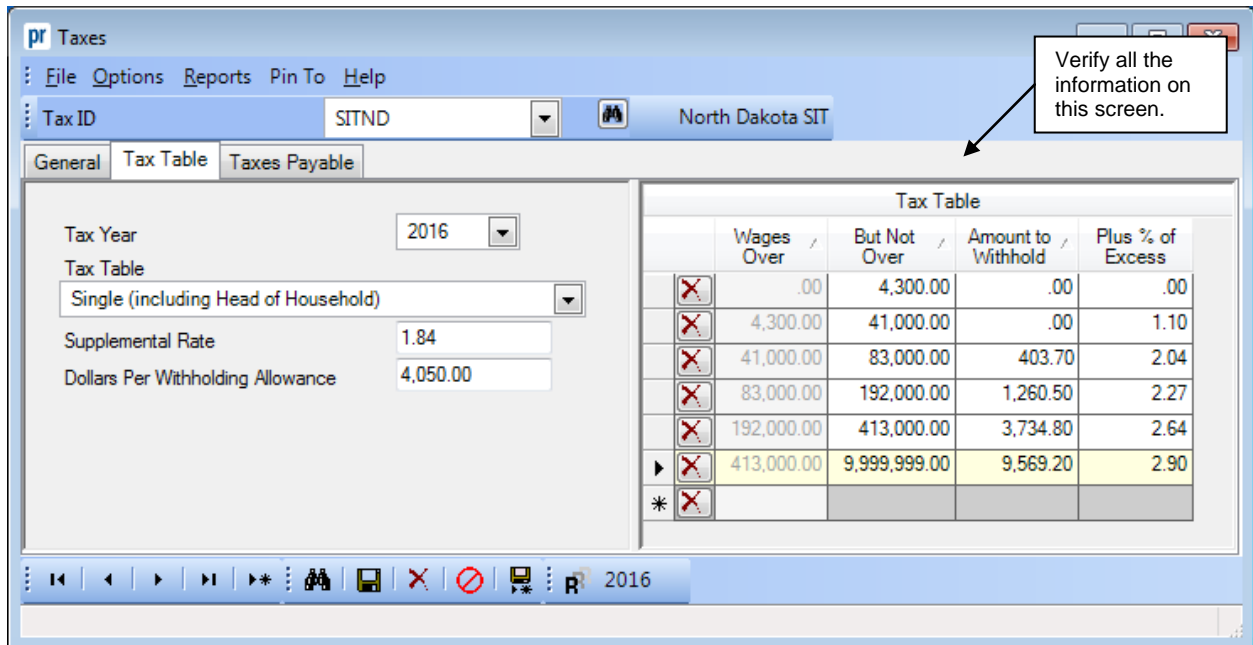 pr Taxes
File Options Reports Pin To Help
Tax ID SITND North Dakota SIT
Verify all the
information on
this screen.
General Tax Table Taxes Payable
Tax Year 2016
Tax Table
Single (including Head of Household)
Supplemental Rate 1.84
Dollars Per Withholding Allowance 4,050.00
Tax Table
Wages Over But Not Over Amount to Withhold Plus % of Excess
.00 4,300.00 .00 .00
4,300.00 41,000.00 .00 1.10
41,000.00 83,000.00 403.70 2.04
83,000.00 192,000.00 1,260.50 2.27
192,000.00 413,000.00 3,734.80 2.64
413,000.00 9,999,999.00 9,569.20 2.90
2016